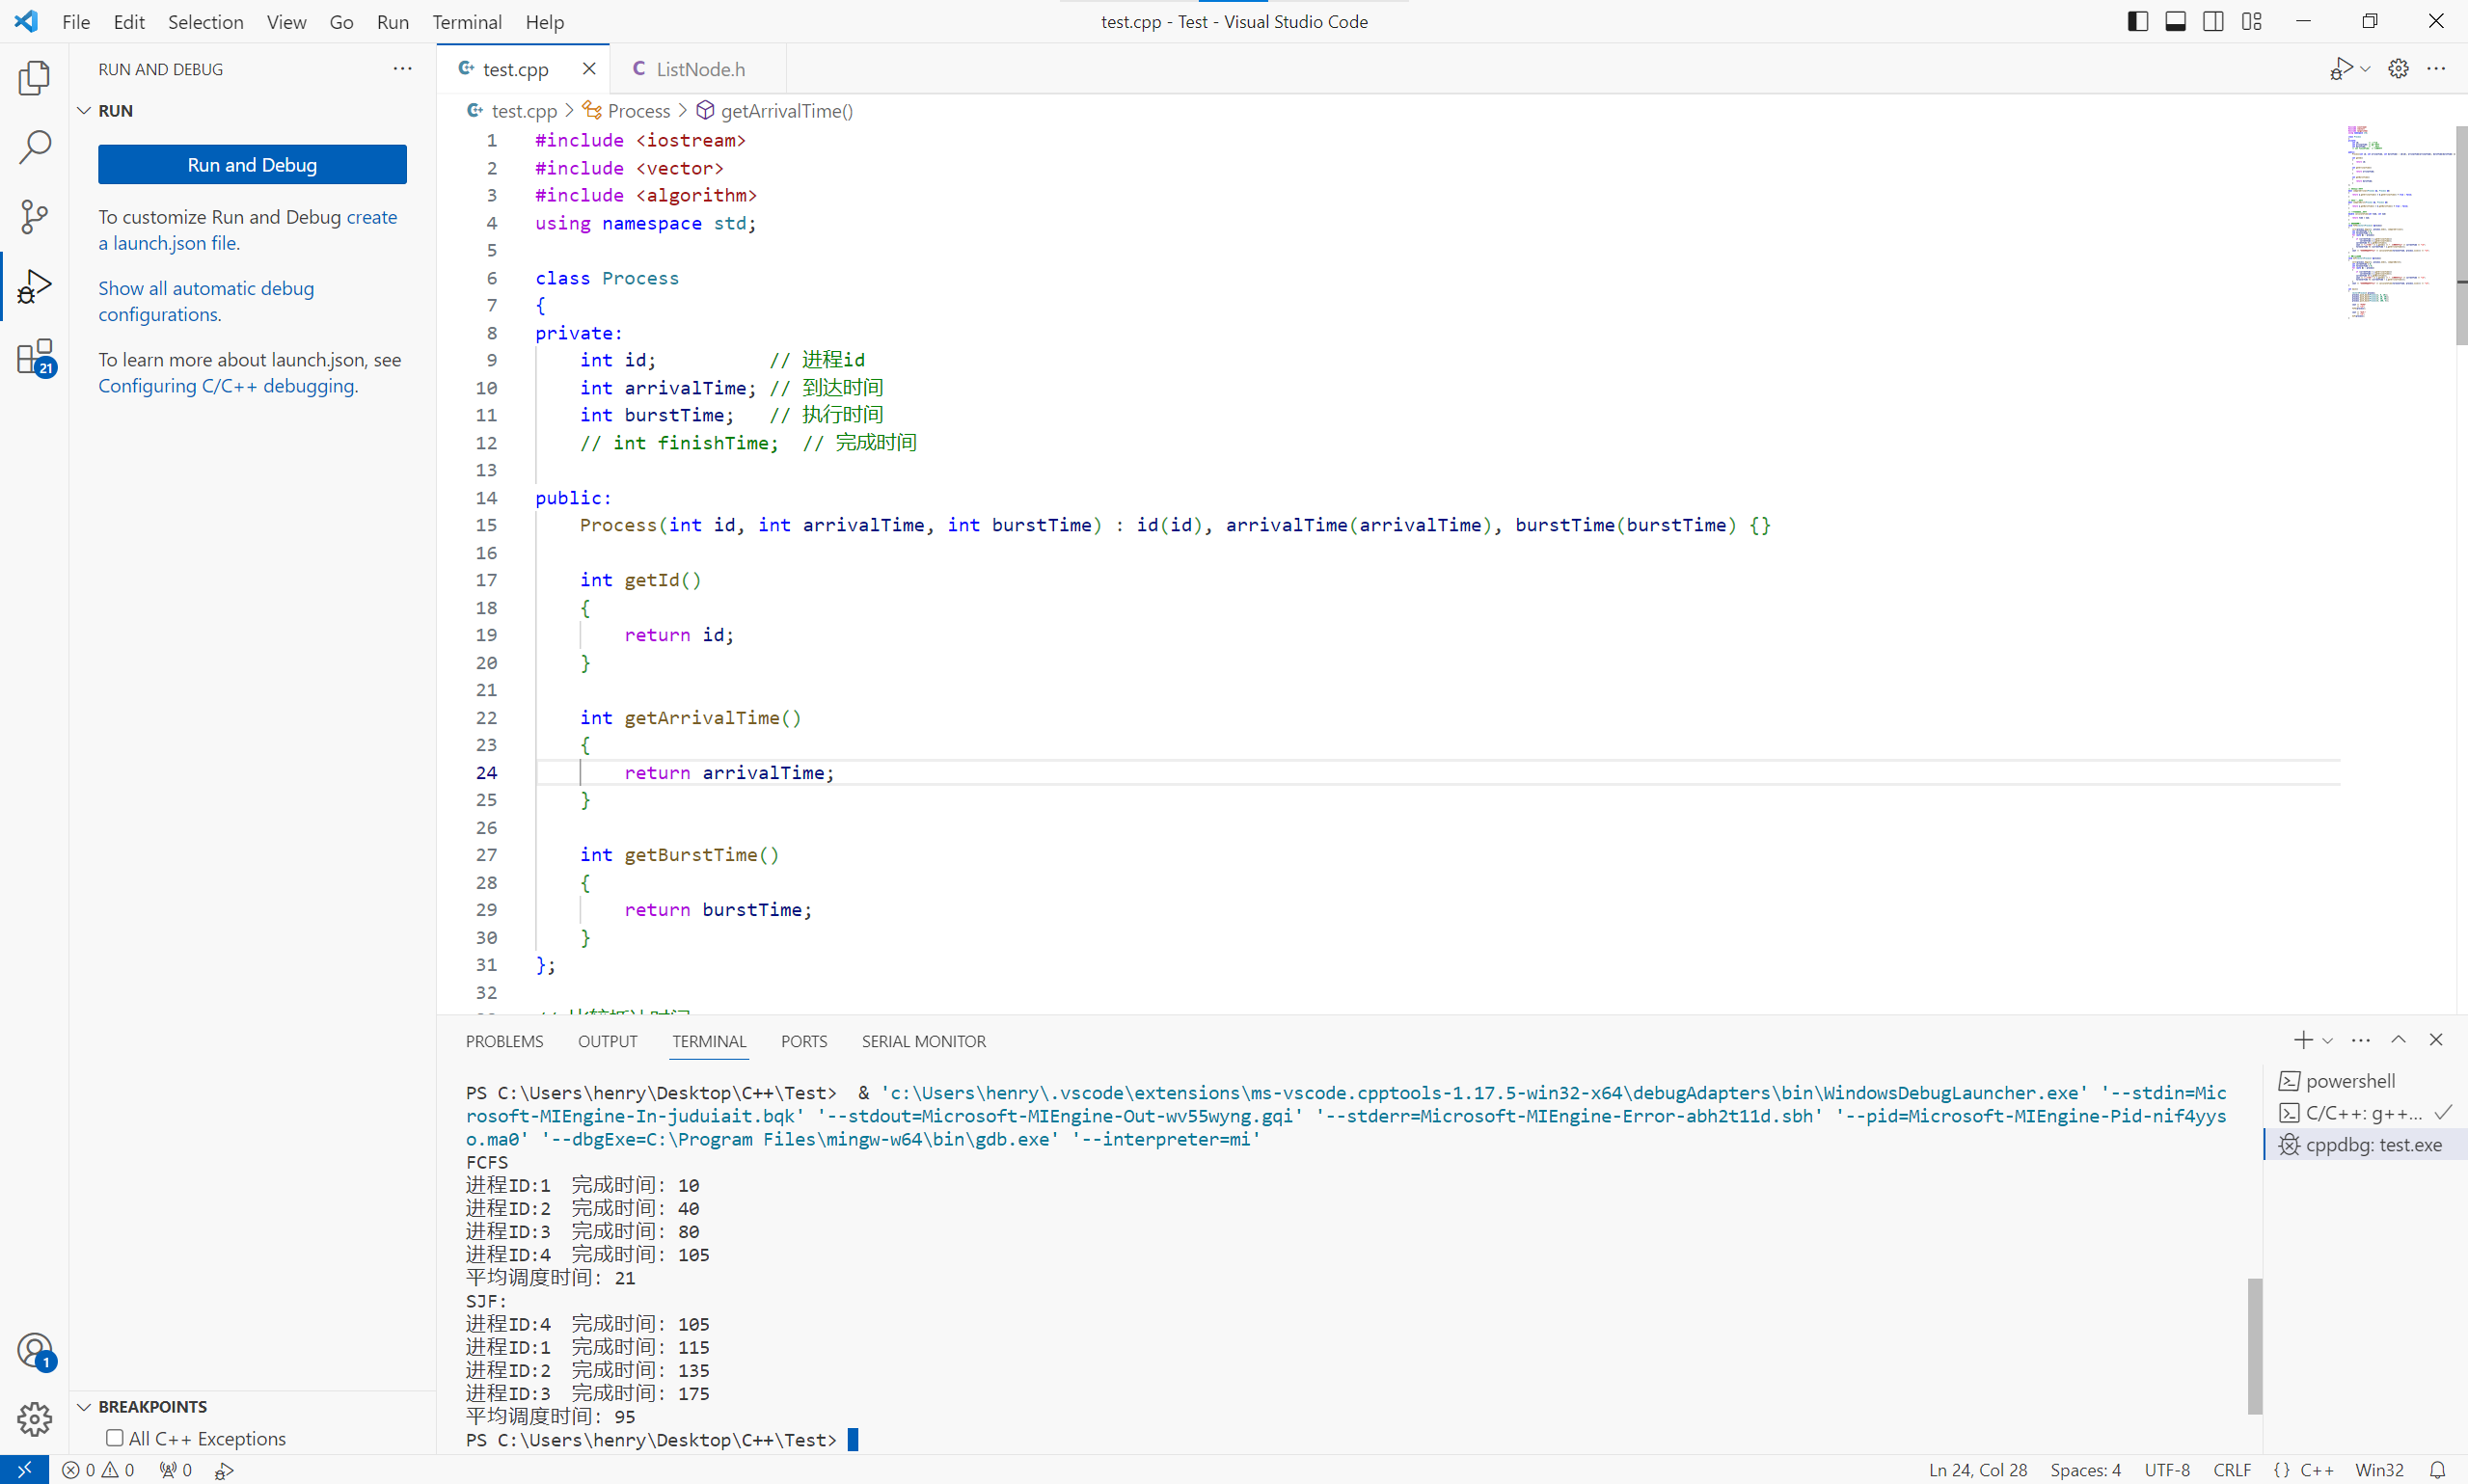 File Edit Selection View Go Run Terminal Help
test.cpp - Test - Visual Studio Code
RUN AND DEBUG
RUN
Run and Debug
To customize Run and Debug create
a launch.json file.
Show all automatic debug
configurations.
To learn more about launch.json, see
Configuring C/C++ debugging.
21
1
BREAKPOINTS
All C++ Exceptions
test.cpp
ListNode.h
test.cpp > Process > getArrivalTime()
1 #include <iostream>
2 #include <vector>
3 #include <algorithm>
4 using namespace std;
5
6 class Process
7 {
8 private:
9 int id; // 进程id
10 int arrivalTime; // 到达时间
11 int burstTime; // 执行时间
12 // int finishTime; // 完成时间
13
14 public:
15 Process(int id, int arrivalTime, int burstTime) : id(id), arrivalTime(arrivalTime), burstTime(burstTime) {}
16
17 int getId()
18 {
19 return id;
20 }
21
22 int getArrivalTime()
23 {
24 return arrivalTime;
25 }
26
27 int getBurstTime()
28 {
29 return burstTime;
30 }
31 };
32
PROBLEMS OUTPUT TERMINAL PORTS SERIAL MONITOR
PS C:\Users\henry\Desktop\C++\Test>  & 'c:\Users\henry\.vscode\extensions\ms-vscode.cpptools-1.17.5-win32-x64\debugAdapters\bin\WindowsDebugLauncher.exe' '--stdin=Mic
rosoft-MIEngine-In-juduiait.bqk' '--stdout=Microsoft-MIEngine-Out-wv55wyng.gqi' '--stderr=Microsoft-MIEngine-Error-abh2t11d.sbh' '--pid=Microsoft-MIEngine-Pid-nif4yys
o.ma0' '--dbgExe=C:\Program Files\mingw-w64\bin\gdb.exe' '--interpreter=mi'
FCFS
进程ID:1 完成时间: 10
进程ID:2 完成时间: 40
进程ID:3 完成时间: 80
进程ID:4 完成时间: 105
平均调度时间: 21
SJF:
进程ID:4 完成时间: 105
进程ID:1 完成时间: 115
进程ID:2 完成时间: 135
进程ID:3 完成时间: 175
平均调度时间: 95
PS C:\Users\henry\Desktop\C++\Test>
powershell
C/C++: g++...
cppdbg: test.exe
0 0 0
Ln 24, Col 28 Spaces: 4 UTF-8 CRLF {} C++ Win32